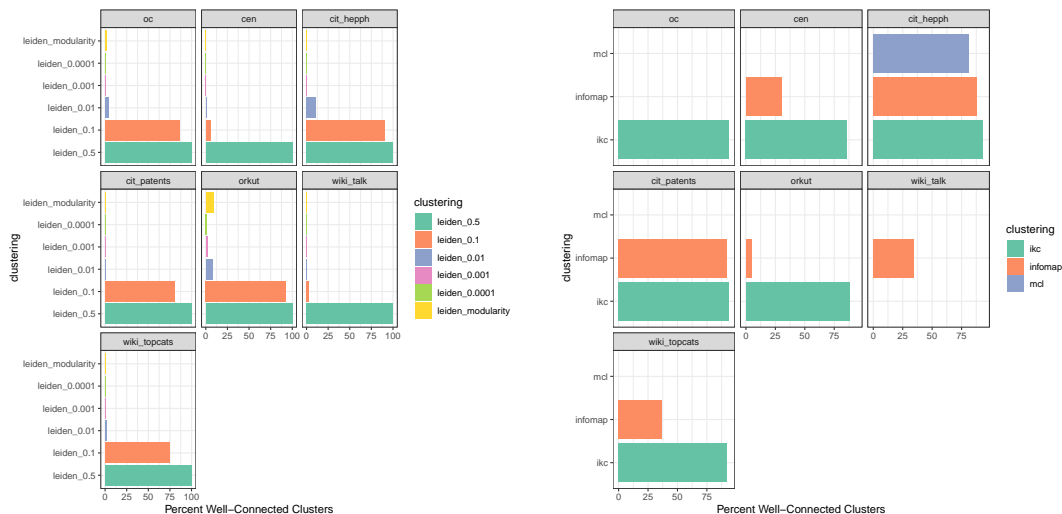 oc cen cit_hepph
leiden_modularity
leiden_0.0001
leiden_0.001
leiden_0.01
leiden_0.1
leiden_0.5
cit_patents orkut wiki_talk
leiden_modularity
leiden_0.0001
leiden_0.001
leiden_0.01
leiden_0.1
leiden_0.5
wiki_topcats
leiden_modularity
leiden_0.0001
leiden_0.001
leiden_0.01
leiden_0.1
leiden_0.5
0 25 50 75 100
0 25 50 75 100
0 25 50 75 100
Percent Well−Connected Clusters
clustering
clustering
leiden_0.5
leiden_0.1
leiden_0.01
leiden_0.001
leiden_0.0001
leiden_modularity
oc cen cit_hepph
mcl
infomap
ikc
cit_patents orkut wiki_talk
mcl
infomap
ikc
wiki_topcats
mcl
infomap
ikc
0 25 50 75
0 25 50 75
0 25 50 75
Percent Well−Connected Clusters
clustering
clustering
ikc
infomap
mcl